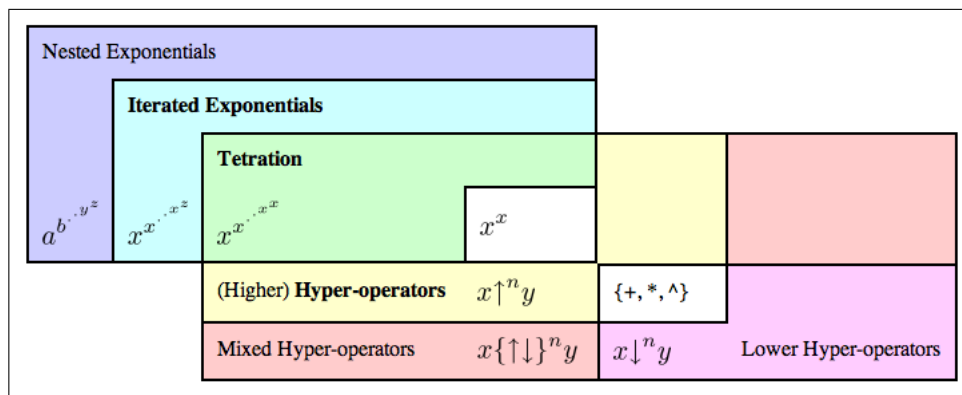 Nested Exponentials
Iterated Exponentials
Tetration
a^{b^{⋰^{y^{z}}}} x^{x^{⋰^{x^{z}}}} x^{x^{⋰^{x^{x}}}} x^{x}
(Higher) Hyper-operators x↑^{n}y {+,*,^}
Mixed Hyper-operators x{↑↓}^{n}y x↓^{n}y Lower Hyper-operators